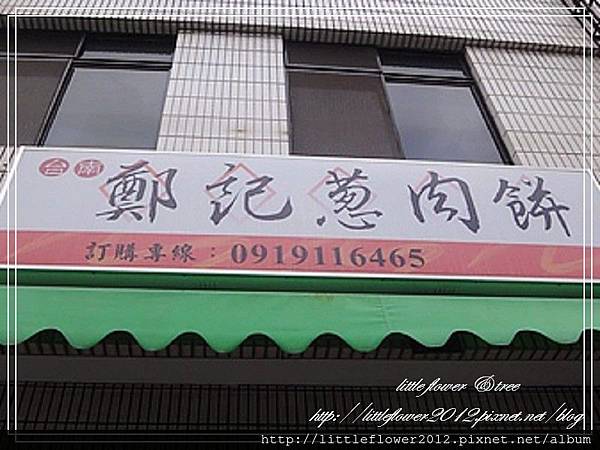 台南
鄭記蔥肉餅
訂購專線：0919116465
little flower @tree
http://littleflower2012.pixnet.net/blog
http://littleflower2012.pixnet.net/album